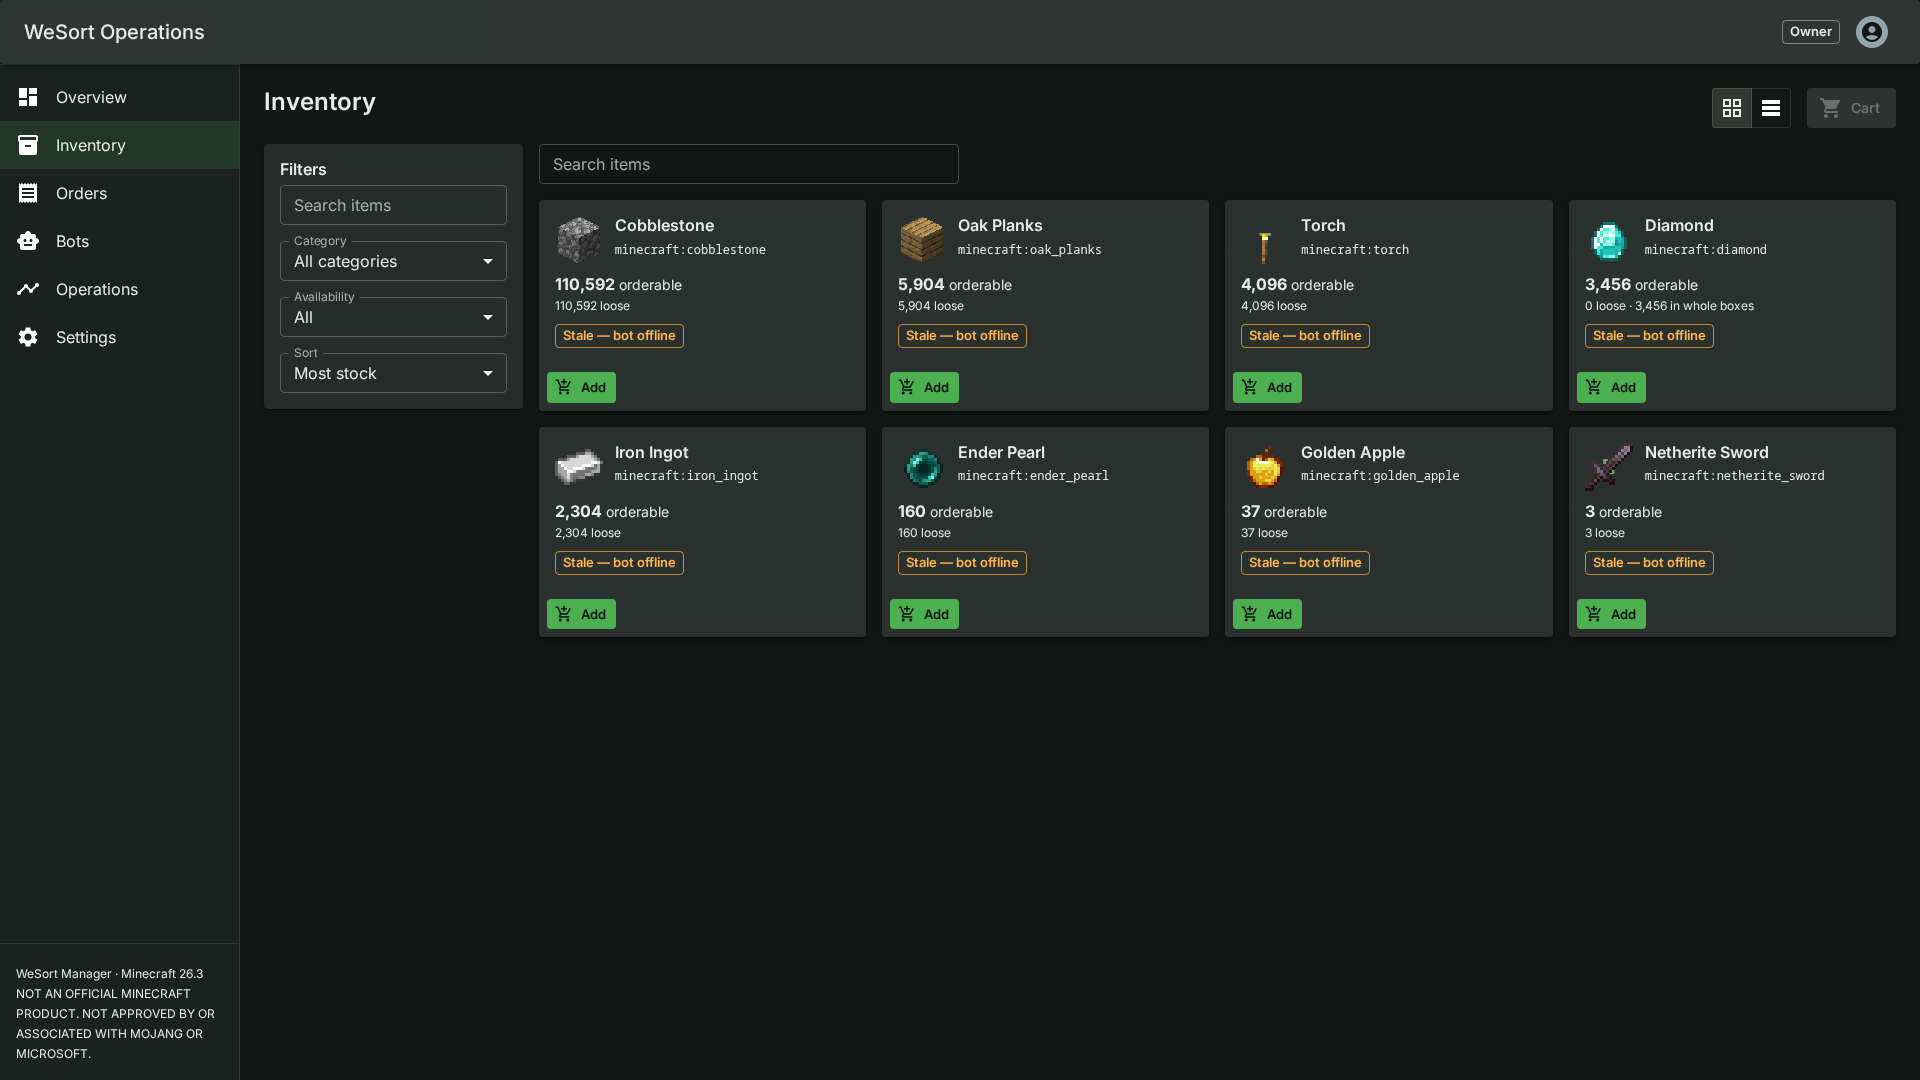 WeSort Operations
Owner
Overview
Inventory
Orders
Bots
Operations
Settings
WeSort Manager · Minecraft 26.3
NOT AN OFFICIAL MINECRAFT
PRODUCT. NOT APPROVED BY OR
ASSOCIATED WITH MOJANG OR
MICROSOFT.
Inventory
Cart
Filters
Search items
Category
All categories
Availability
All
Sort
Most stock
Search items
Cobblestone
minecraft:cobblestone
110,592 orderable
110,592 loose
Stale — bot offline
Add
Oak Planks
minecraft:oak_planks
5,904 orderable
5,904 loose
Stale — bot offline
Add
Torch
minecraft:torch
4,096 orderable
4,096 loose
Stale — bot offline
Add
Diamond
minecraft:diamond
3,456 orderable
0 loose · 3,456 in whole boxes
Stale — bot offline
Add
Iron Ingot
minecraft:iron_ingot
2,304 orderable
2,304 loose
Stale — bot offline
Add
Ender Pearl
minecraft:ender_pearl
160 orderable
160 loose
Stale — bot offline
Add
Golden Apple
minecraft:golden_apple
37 orderable
37 loose
Stale — bot offline
Add
Netherite Sword
minecraft:netherite_sword
3 orderable
3 loose
Stale — bot offline
Add